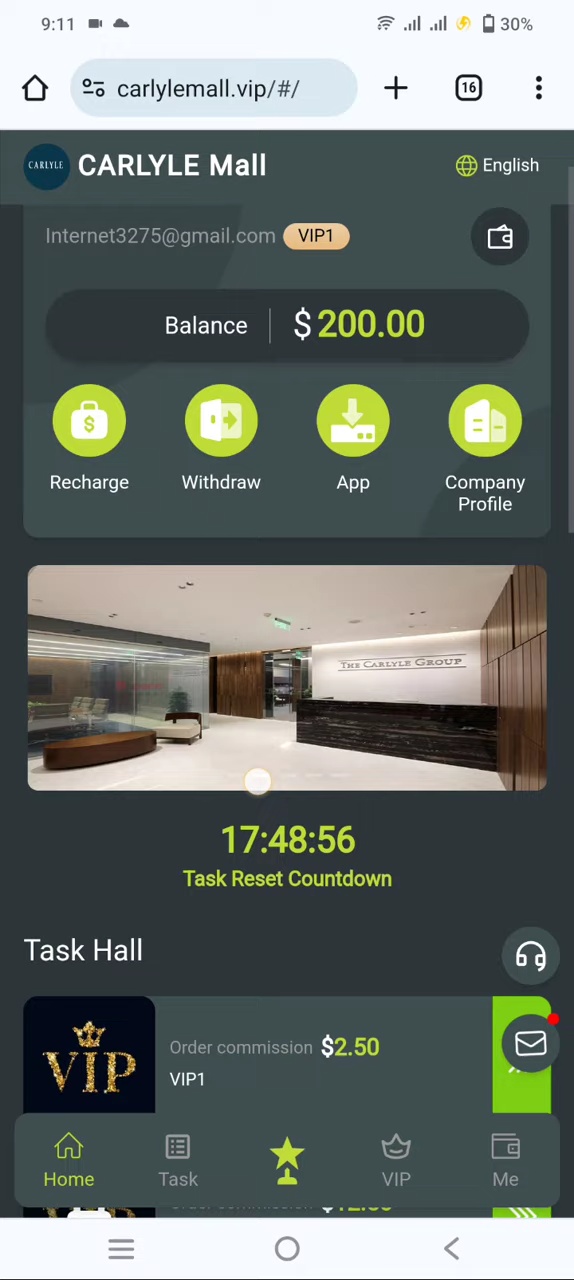 9:11
30%
carlylemall.vip/#/
16
CARLYLE
CARLYLE Mall
English
Internet3275@gmail.com
VIP1
Balance
$ 200.00
Recharge
Withdraw
App
Company
Profile
THE CARLYLE GROUP
17:48:56
Task Reset Countdown
Task Hall
VIP
Order commission $2.50
VIP1
Home
Task
VIP
Me